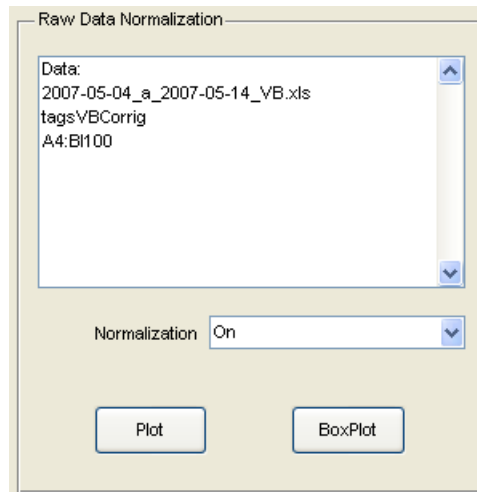 Raw Data Normalization
Data:
2007-05-04_a_2007-05-14_VB.xls
tagsVBCorrig
A4:BI100
Normalization On
Plot BoxPlot